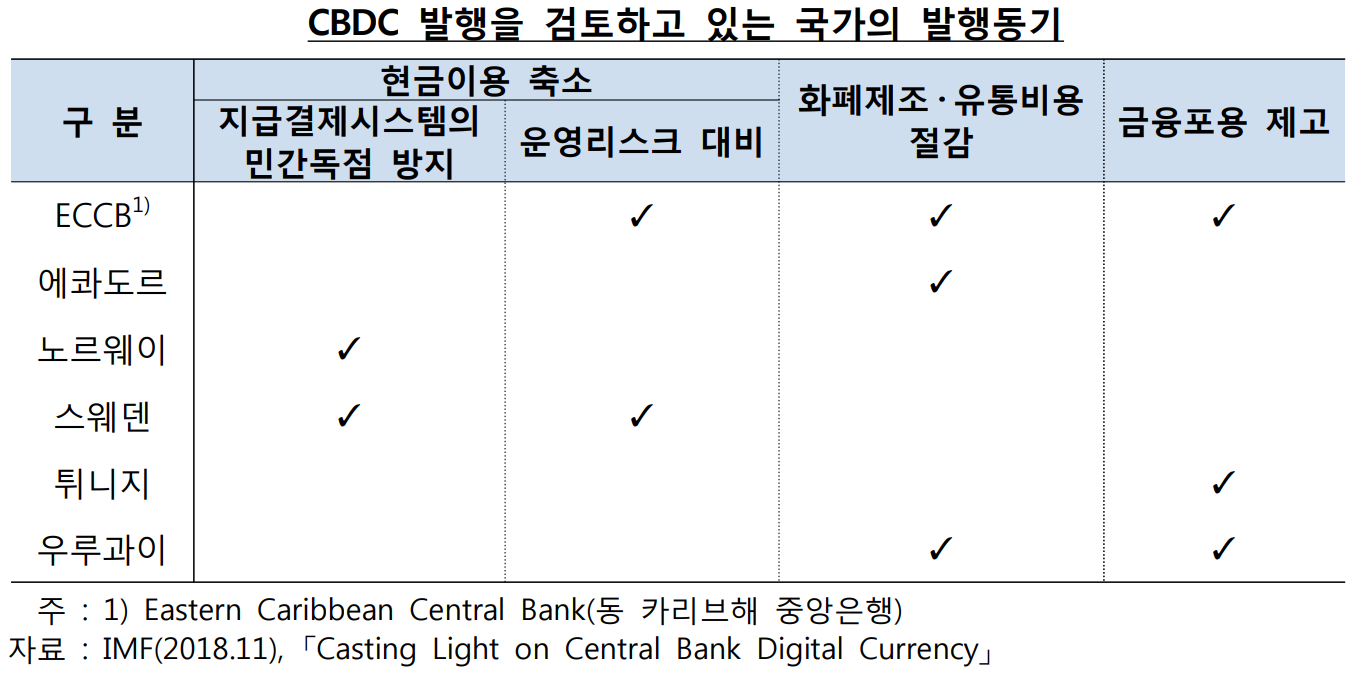 CBDC 발행을 검토하고 있는 국가의 발행동기
구 분
현금이용 축소
지급결제시스템의
민간독점 방지
운영리스크 대비
화폐제조·유통비용
절감
금융포용 제고
ECCB1) ✓ ✓ ✓
에콰도르 ✓
노르웨이 ✓
스웨덴 ✓ ✓
튀니지 ✓
우루과이 ✓ ✓
주 : 1) Eastern Caribbean Central Bank(동 카리브해 중앙은행)
자료 : IMF(2018.11),「Casting Light on Central Bank Digital Currency」